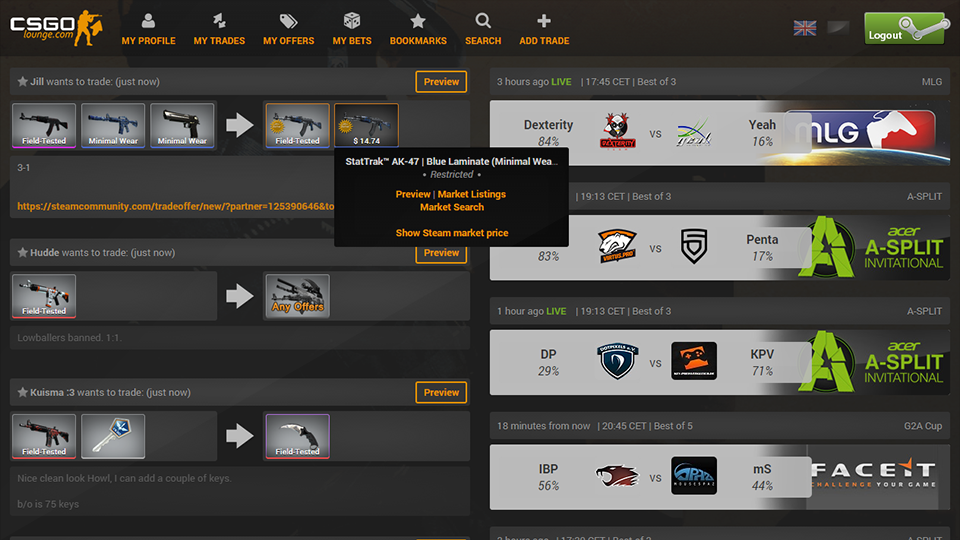 CSGO
lounge.com
MY PROFILE
MY TRADES
MY OFFERS
MY BETS
BOOKMARKS
SEARCH
ADD TRADE
Logout
Jill wants to trade: (just now)
Preview
Field-Tested
Minimal Wear
Minimal Wear
Field-Tested
$ 14.74
StatTrak™ AK-47 | Blue Laminate (Minimal Wea...
• Restricted •
Preview | Market Listings
Market Search
Show Steam market price
3-1
https://steamcommunity.com/tradeoffer/new/?partner=125390646&to
Hudde wants to trade: (just now)
Preview
Field-Tested
Any Offers
Lowballers banned. 1:1.
Kuisma :3 wants to trade: (just now)
Preview
Field-Tested
Field-Tested
Nice clean look Howl, I can add a couple of keys.
b/o is 75 keys
3 hours ago LIVE | 17:45 CET | Best of 3
MLG
Dexterity
84%
DEXTERITY
vs
Yeah
16%
MLG
19:13 CET | Best of 3
A-SPLIT
83%
VIRTUS.PRO
vs
Penta
17%
acer
A-SPLIT
INVITATIONAL
1 hour ago LIVE | 19:13 CET | Best of 3
A-SPLIT
DP
29%
vs
KPV
71%
acer
A-SPLIT
INVITATIONAL
18 minutes from now | 20:45 CET | Best of 5
G2A Cup
IBP
56%
vs
mS
44%
FACEIT
CHALLENGE YOUR GAME